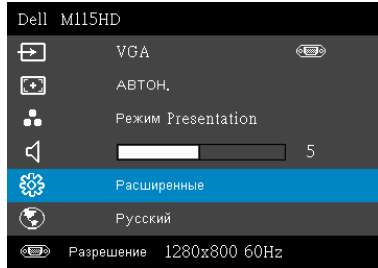 Dell M115HD
VGA
АВТОН.
Режим Presentation
5
Расширенные
Русский
Разрешение 1280x800 60Hz